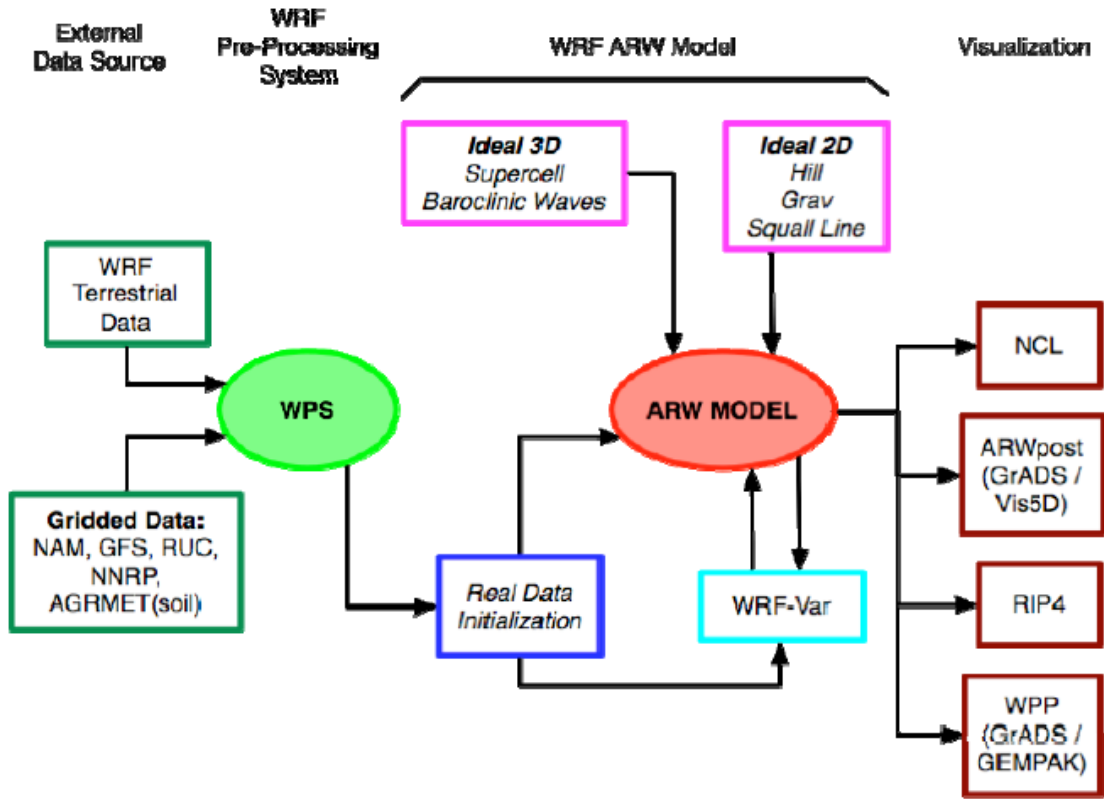 External
Data Source
WRF
Pre-Processing
System
WRF ARW Model
Visualization
Ideal 3D
Supercell
Baroclinic Waves
Ideal 2D
Hill
Grav
Squall Line
WRF
Terrestrial
Data
WPS
ARW MODEL
Gridded Data:
NAM, GFS, RUC,
NNRP,
AGRMET(soil)
Real Data
Initialization
WRF-Var
NCL
ARWpost
(GrADS /
Vis5D)
RIP4
WPP
(GrADS /
GEMPAK)